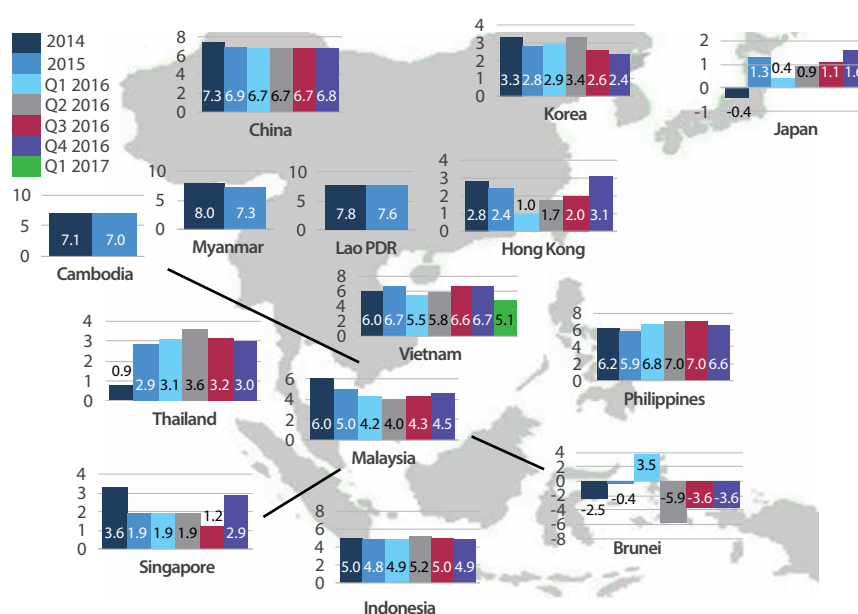 2014
2015
Q1 2016
Q2 2016
Q3 2016
Q4 2016
Q1 2017
8
6
4
2
0
7.3 6.9 6.7 6.7 6.7 6.8
China
4
3
2
1
0
3.3 2.8 2.9 3.4 2.6 2.4
Korea
2
1
0
-1
-0.4 1.3 0.4 0.9 1.1 1.6
Japan
10
5
0
7.1 7.0
Cambodia
10
5
0
8.0 7.3
Myanmar
10
5
0
7.8 7.6
Lao PDR
4
3
2
1
0
2.8 2.4 1.0 1.7 2.0 3.1
Hong Kong
8
6
4
2
0
6.0 6.7 5.5 5.8 6.6 6.7 5.1
Vietnam
4
3
2
1
0
0.9 2.9 3.1 3.6 3.2 3.0
Thailand
6
4
2
0
6.0 5.0 4.2 4.0 4.3 4.5
Malaysia
8
6
4
2
0
6.2 5.9 6.8 7.0 7.0 6.6
Philippines
4
3
2
1
0
3.6 1.9 1.9 1.9 1.2 2.9
Singapore
8
6
4
2
0
5.0 4.8 4.9 5.2 5.0 4.9
Indonesia
4
2
0
-2
-4
-6
-8
-2.5 -0.4 3.5 -5.9 -3.6 -3.6
Brunei